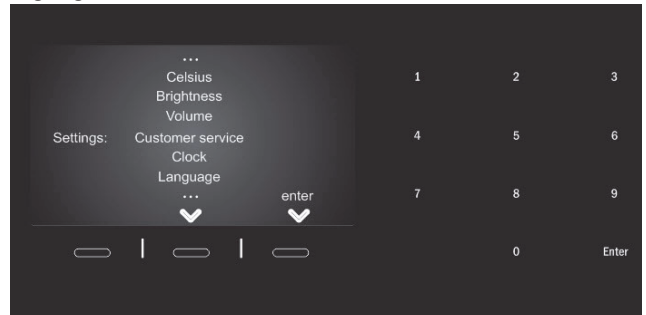 ...
Celsius
Brightness
Volume
Settings: Customer service
Clock
Language
... enter
1 2 3
4 5 6
7 8 9
0 Enter